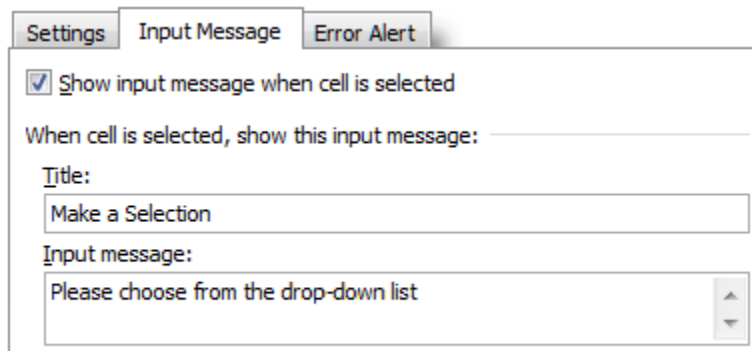 Settings Input Message Error Alert
Show input message when cell is selected
When cell is selected, show this input message:
Title:
Make a Selection
Input message:
Please choose from the drop-down list